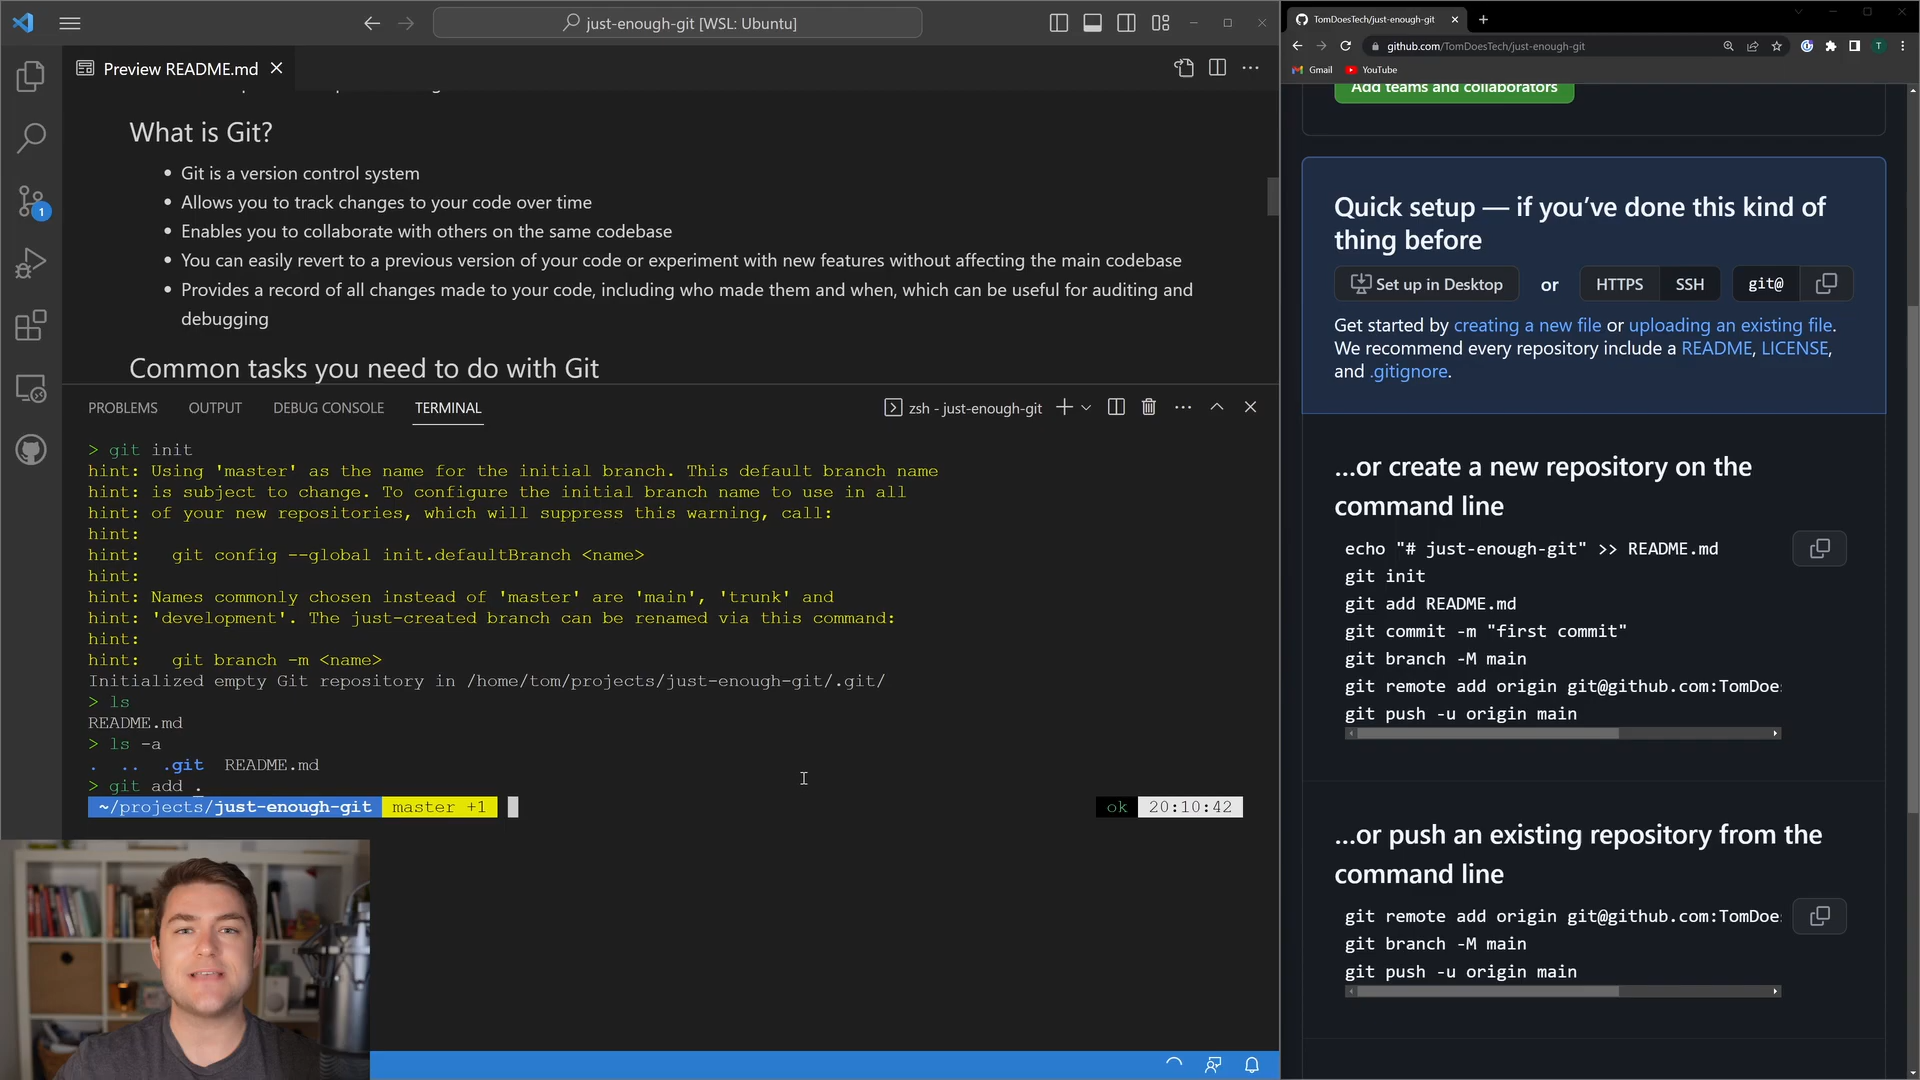 just-enough-git [WSL: Ubuntu]
Preview README.md
What is Git?
• Git is a version control system
• Allows you to track changes to your code over time
• Enables you to collaborate with others on the same codebase
• You can easily revert to a previous version of your code or experiment with new features without affecting the main codebase
• Provides a record of all changes made to your code, including who made them and when, which can be useful for auditing and
debugging
Common tasks you need to do with Git
1
PROBLEMS OUTPUT DEBUG CONSOLE TERMINAL zsh - just-enough-git
> git init
hint: Using 'master' as the name for the initial branch. This default branch name
hint: is subject to change. To configure the initial branch name to use in all
hint: of your new repositories, which will suppress this warning, call:
hint:
hint: git config --global init.defaultBranch <name>
hint:
hint: Names commonly chosen instead of 'master' are 'main', 'trunk' and
hint: 'development'. The just-created branch can be renamed via this command:
hint:
hint: git branch -m <name>
Initialized empty Git repository in /home/tom/projects/just-enough-git/.git/
> ls
README.md
> ls -a
. .. .git README.md
> git add .
~/projects/just-enough-git master +1 ok 20:10:42
TomDoesTech/just-enough-git
github.com/TomDoesTech/just-enough-git
T
Gmail YouTube
Add teams and collaborators
Quick setup — if you've done this kind of
thing before
Set up in Desktop or HTTPS SSH git@
Get started by creating a new file or uploading an existing file.
We recommend every repository include a README, LICENSE,
and .gitignore.
...or create a new repository on the
command line
echo "# just-enough-git" >> README.md
git init
git add README.md
git commit -m "first commit"
git branch -M main
git remote add origin git@github.com:TomDoe
git push -u origin main
...or push an existing repository from the
command line
git remote add origin git@github.com:TomDoe
git branch -M main
git push -u origin main